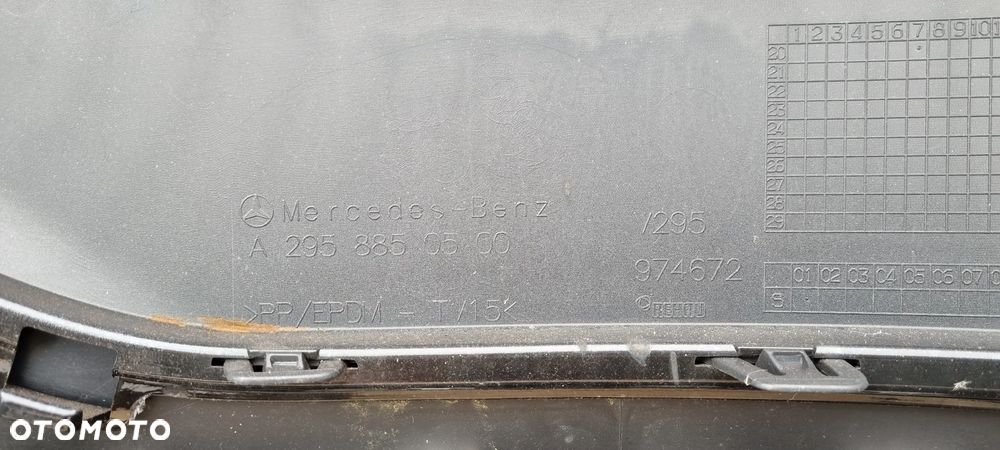 Mercedes-Benz
A 295 885 05 00
>PP/EPDM - TV15<
V295
974672
REHAU
1 2 3 4 5 6 7 8 9 10
20
21
22
23
24
25
26
27
28
29
01 02 03 04 05 06 07
S
OTOMOTO